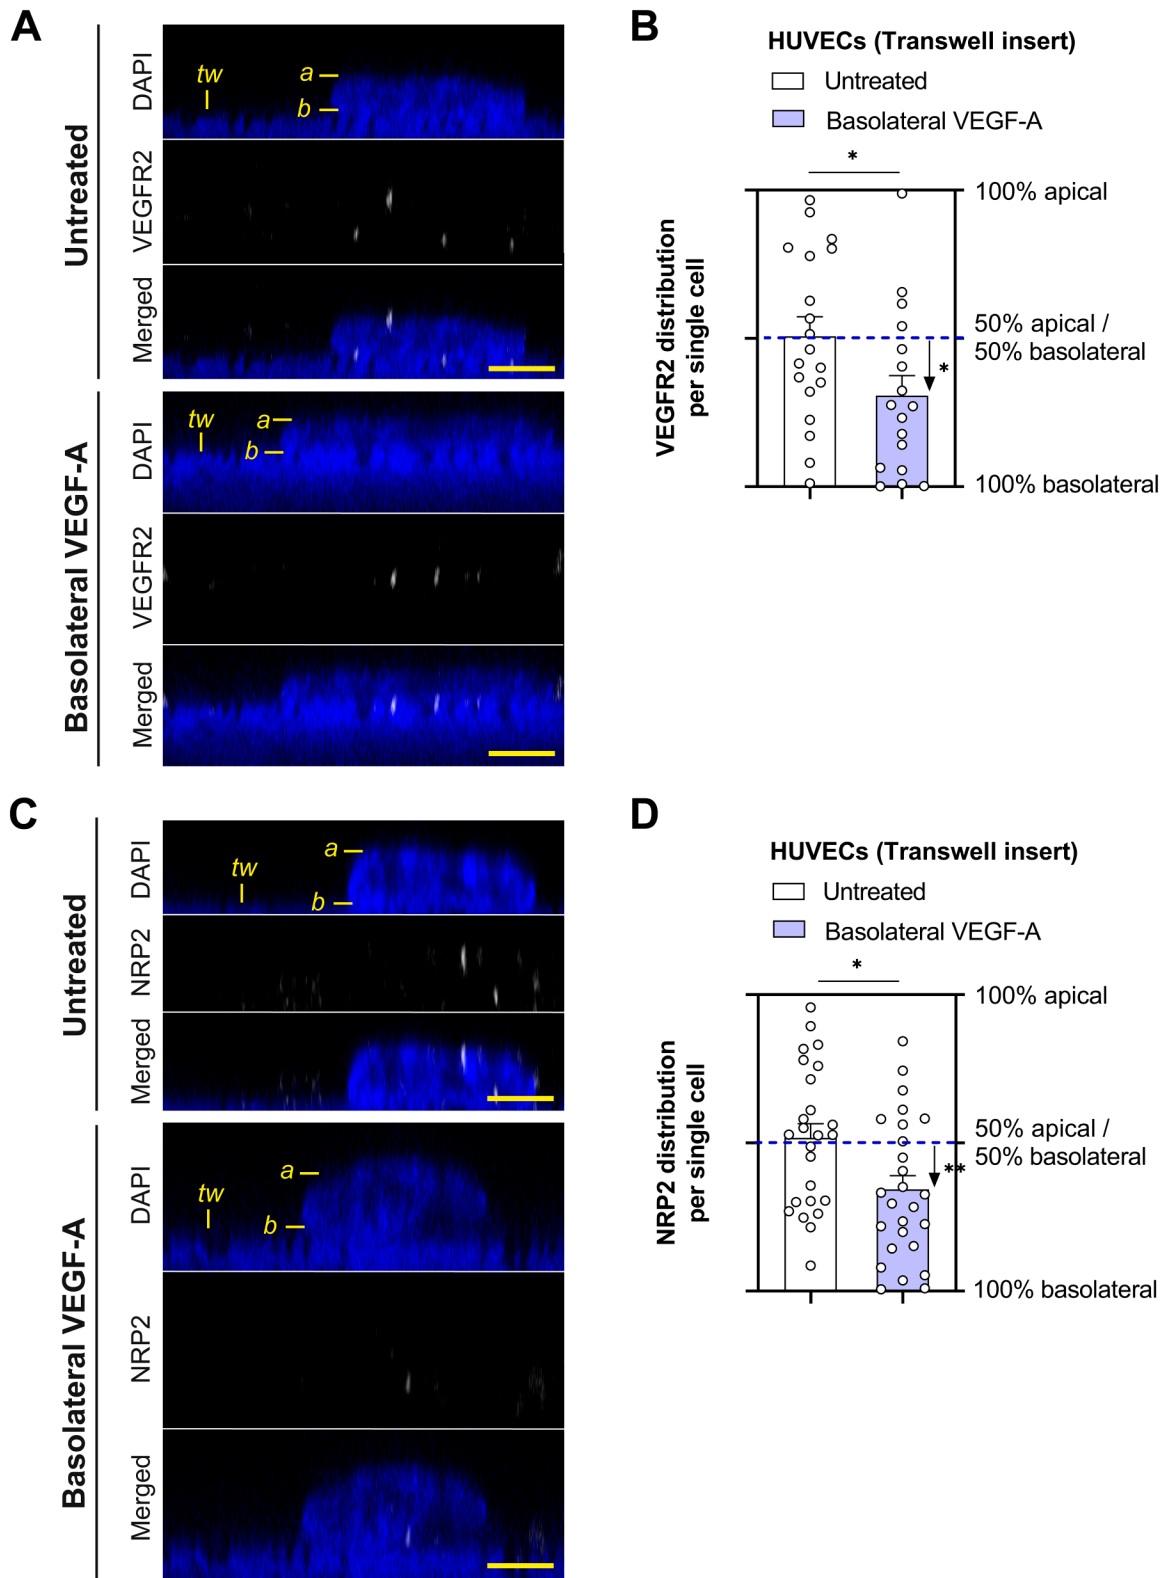 A
Untreated
DAPI
tw
a
b
VEGFR2
Merged
Basolateral VEGF-A
DAPI
tw
a
b
VEGFR2
Merged
B
HUVECs (Transwell insert)
Untreated
Basolateral VEGF-A
*
VEGFR2 distribution
per single cell
100% apical
50% apical /
50% basolateral
*
100% basolateral
C
Untreated
DAPI
tw
a
b
NRP2
Merged
Basolateral VEGF-A
DAPI
tw
a
b
NRP2
Merged
D
HUVECs (Transwell insert)
Untreated
Basolateral VEGF-A
*
NRP2 distribution
per single cell
100% apical
50% apical /
50% basolateral
**
100% basolateral